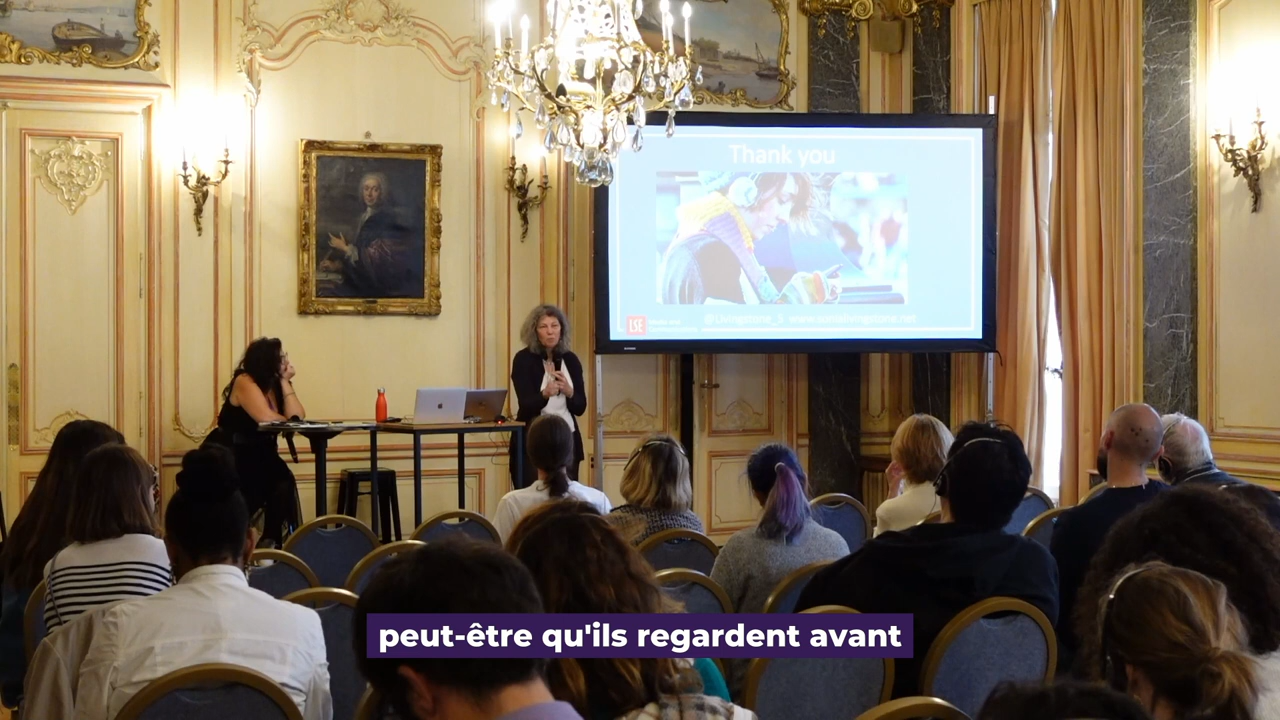 Thank you
LSE
@Livingstone_S www.sonialivingstone.net
peut-être qu'ils regardent avant